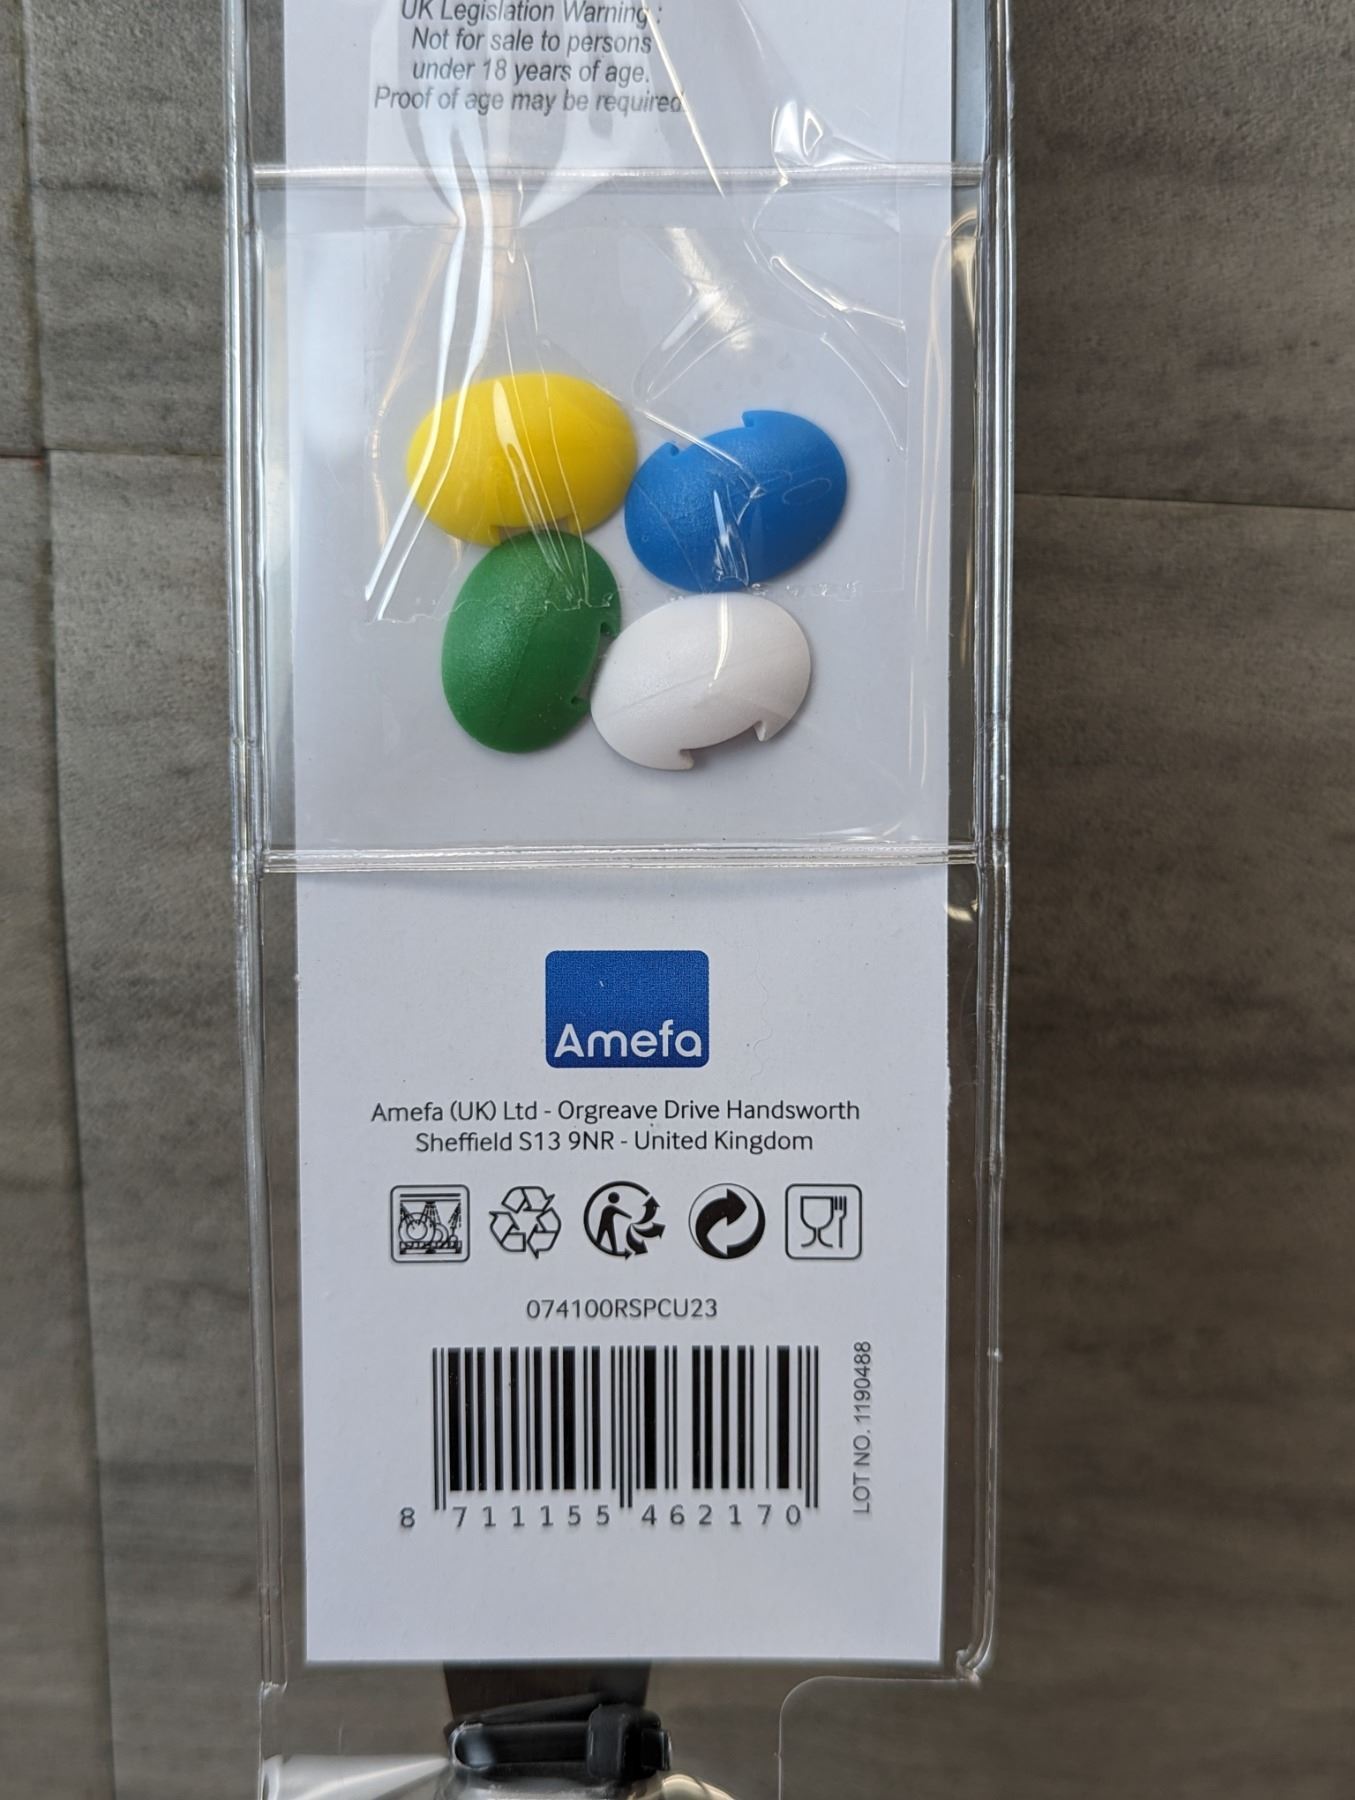 UK Legislation Warning :
Not for sale to persons
under 18 years of age.
Proof of age may be required
Amefa
Amefa (UK) Ltd - Orgreave Drive Handsworth
Sheffield S13 9NR - United Kingdom
074100RSPCU23
8 711155 462170
LOT NO. 1190488